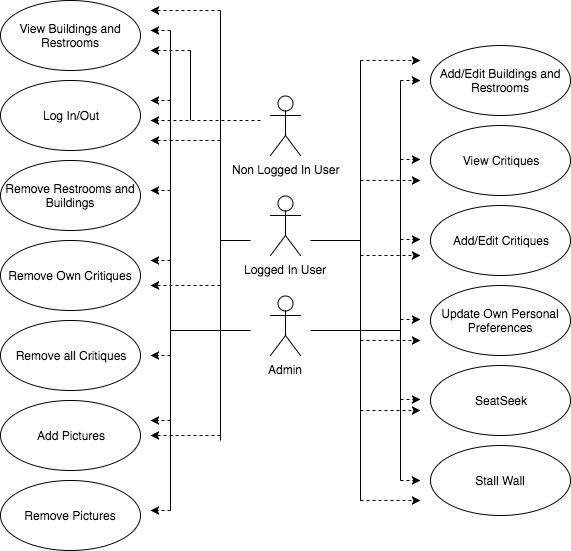 View Buildings and
Restrooms
Log In/Out
Remove Restrooms and
Buildings
Remove Own Critiques
Remove all Critiques
Add Pictures
Remove Pictures
Non Logged In User
Logged In User
Admin
Add/Edit Buildings and
Restrooms
View Critiques
Add/Edit Critiques
Update Own Personal
Preferences
SeatSeek
Stall Wall